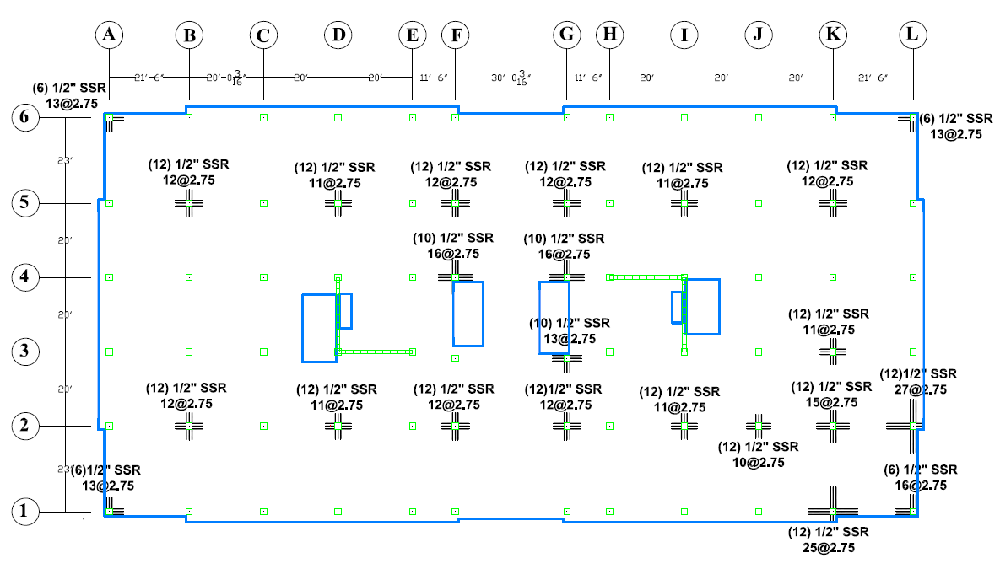 A B C D E F G H I J K L
21'-6" 20'-0 3/16 20' 20' 11'-6" 30'-0 3/16 11'-6" 20' 20' 20' 21'-6"
(6) 1/2" SSR
13@2.75
6
(6) 1/2" SSR
13@2.75
23'
(12) 1/2" SSR
12@2.75
(12) 1/2" SSR
11@2.75
(12) 1/2" SSR
12@2.75
(12) 1/2" SSR
12@2.75
(12) 1/2" SSR
11@2.75
(12) 1/2" SSR
12@2.75
5
20'
(10) 1/2" SSR
16@2.75
(10) 1/2" SSR
16@2.75
4
20'
(10) 1/2" SSR
13@2.75
(12) 1/2" SSR
11@2.75
3
20'
(12) 1/2" SSR
12@2.75
(12) 1/2" SSR
11@2.75
(12) 1/2" SSR
12@2.75
(12)1/2" SSR
12@2.75
(12) 1/2" SSR
11@2.75
(12) 1/2" SSR
15@2.75
(12)1/2" SSR
27@2.75
2
(12) 1/2" SSR
10@2.75
23'
(6)1/2" SSR
13@2.75
(6) 1/2" SSR
16@2.75
1
(12) 1/2" SSR
25@2.75